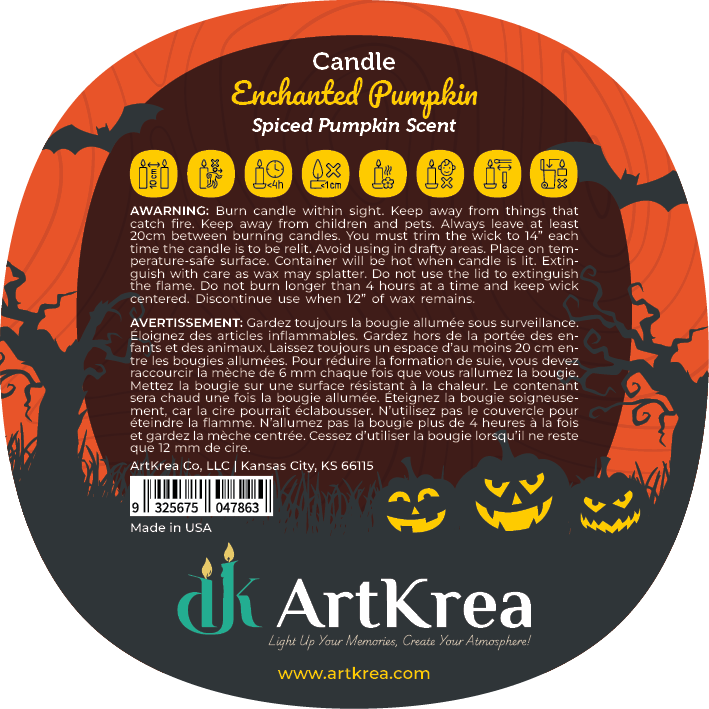 Candle
Enchanted Pumpkin
Spiced Pumpkin Scent
<4h
<1cm
AWARNING: Burn candle within sight. Keep away from things that
catch fire. Keep away from children and pets. Always leave at least
20cm between burning candles. You must trim the wick to 14” each
time the candle is to be relit. Avoid using in drafty areas. Place on tem-
perature-safe surface. Container will be hot when candle is lit. Extin-
guish with care as wax may splatter. Do not use the lid to extinguish
the flame. Do not burn longer than 4 hours at a time and keep wick
centered. Discontinue use when 1⁄2” of wax remains.
AVERTISSEMENT: Gardez toujours la bougie allumée sous surveillance.
Éloignez des articles inflammables. Gardez hors de la portée des en-
fants et des animaux. Laissez toujours un espace d’au moins 20 cm en-
tre les bougies allumées. Pour réduire la formation de suie, vous devez
raccourcir la mèche de 6 mm chaque fois que vous rallumez la bougie.
Mettez la bougie sur une surface résistant à la chaleur. Le contenant
sera chaud une fois la bougie allumée. Éteignez la bougie soigneuse-
ment, car la cire pourrait éclabousser. N’utilisez pas le couvercle pour
éteindre la flamme. N’allumez pas la bougie plus de 4 heures à la fois
et gardez la mèche centrée. Cessez d’utiliser la bougie lorsqu’il ne reste
que 12 mm de cire.
ArtKrea Co, LLC | Kansas City, KS 66115
9 325675 047863
Made in USA
ArtKrea
Light Up Your Memories, Create Your Atmosphere!
www.artkrea.com